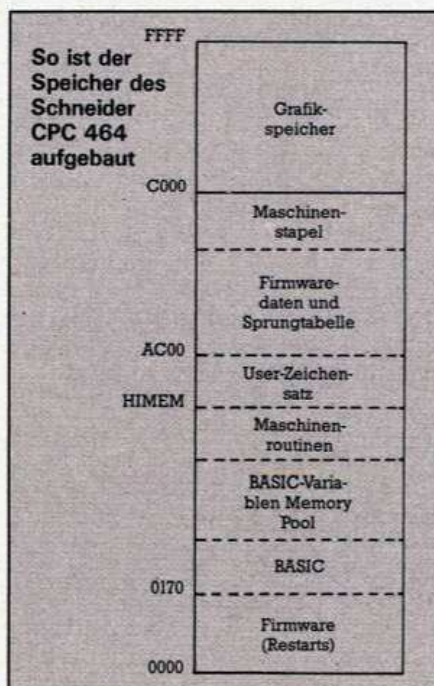 So ist der
Speicher des
Schneider
CPC 464
aufgebaut
FFFF
Grafik-
speicher
C000
Maschinen-
stapel
Firmware-
daten und
Sprungtabelle
AC00
User-Zeichen-
satz
HIMEM
Maschinen-
routinen
BASIC-Varia-
blen Memory
Pool
BASIC
0170
Firmware
(Restarts)
0000